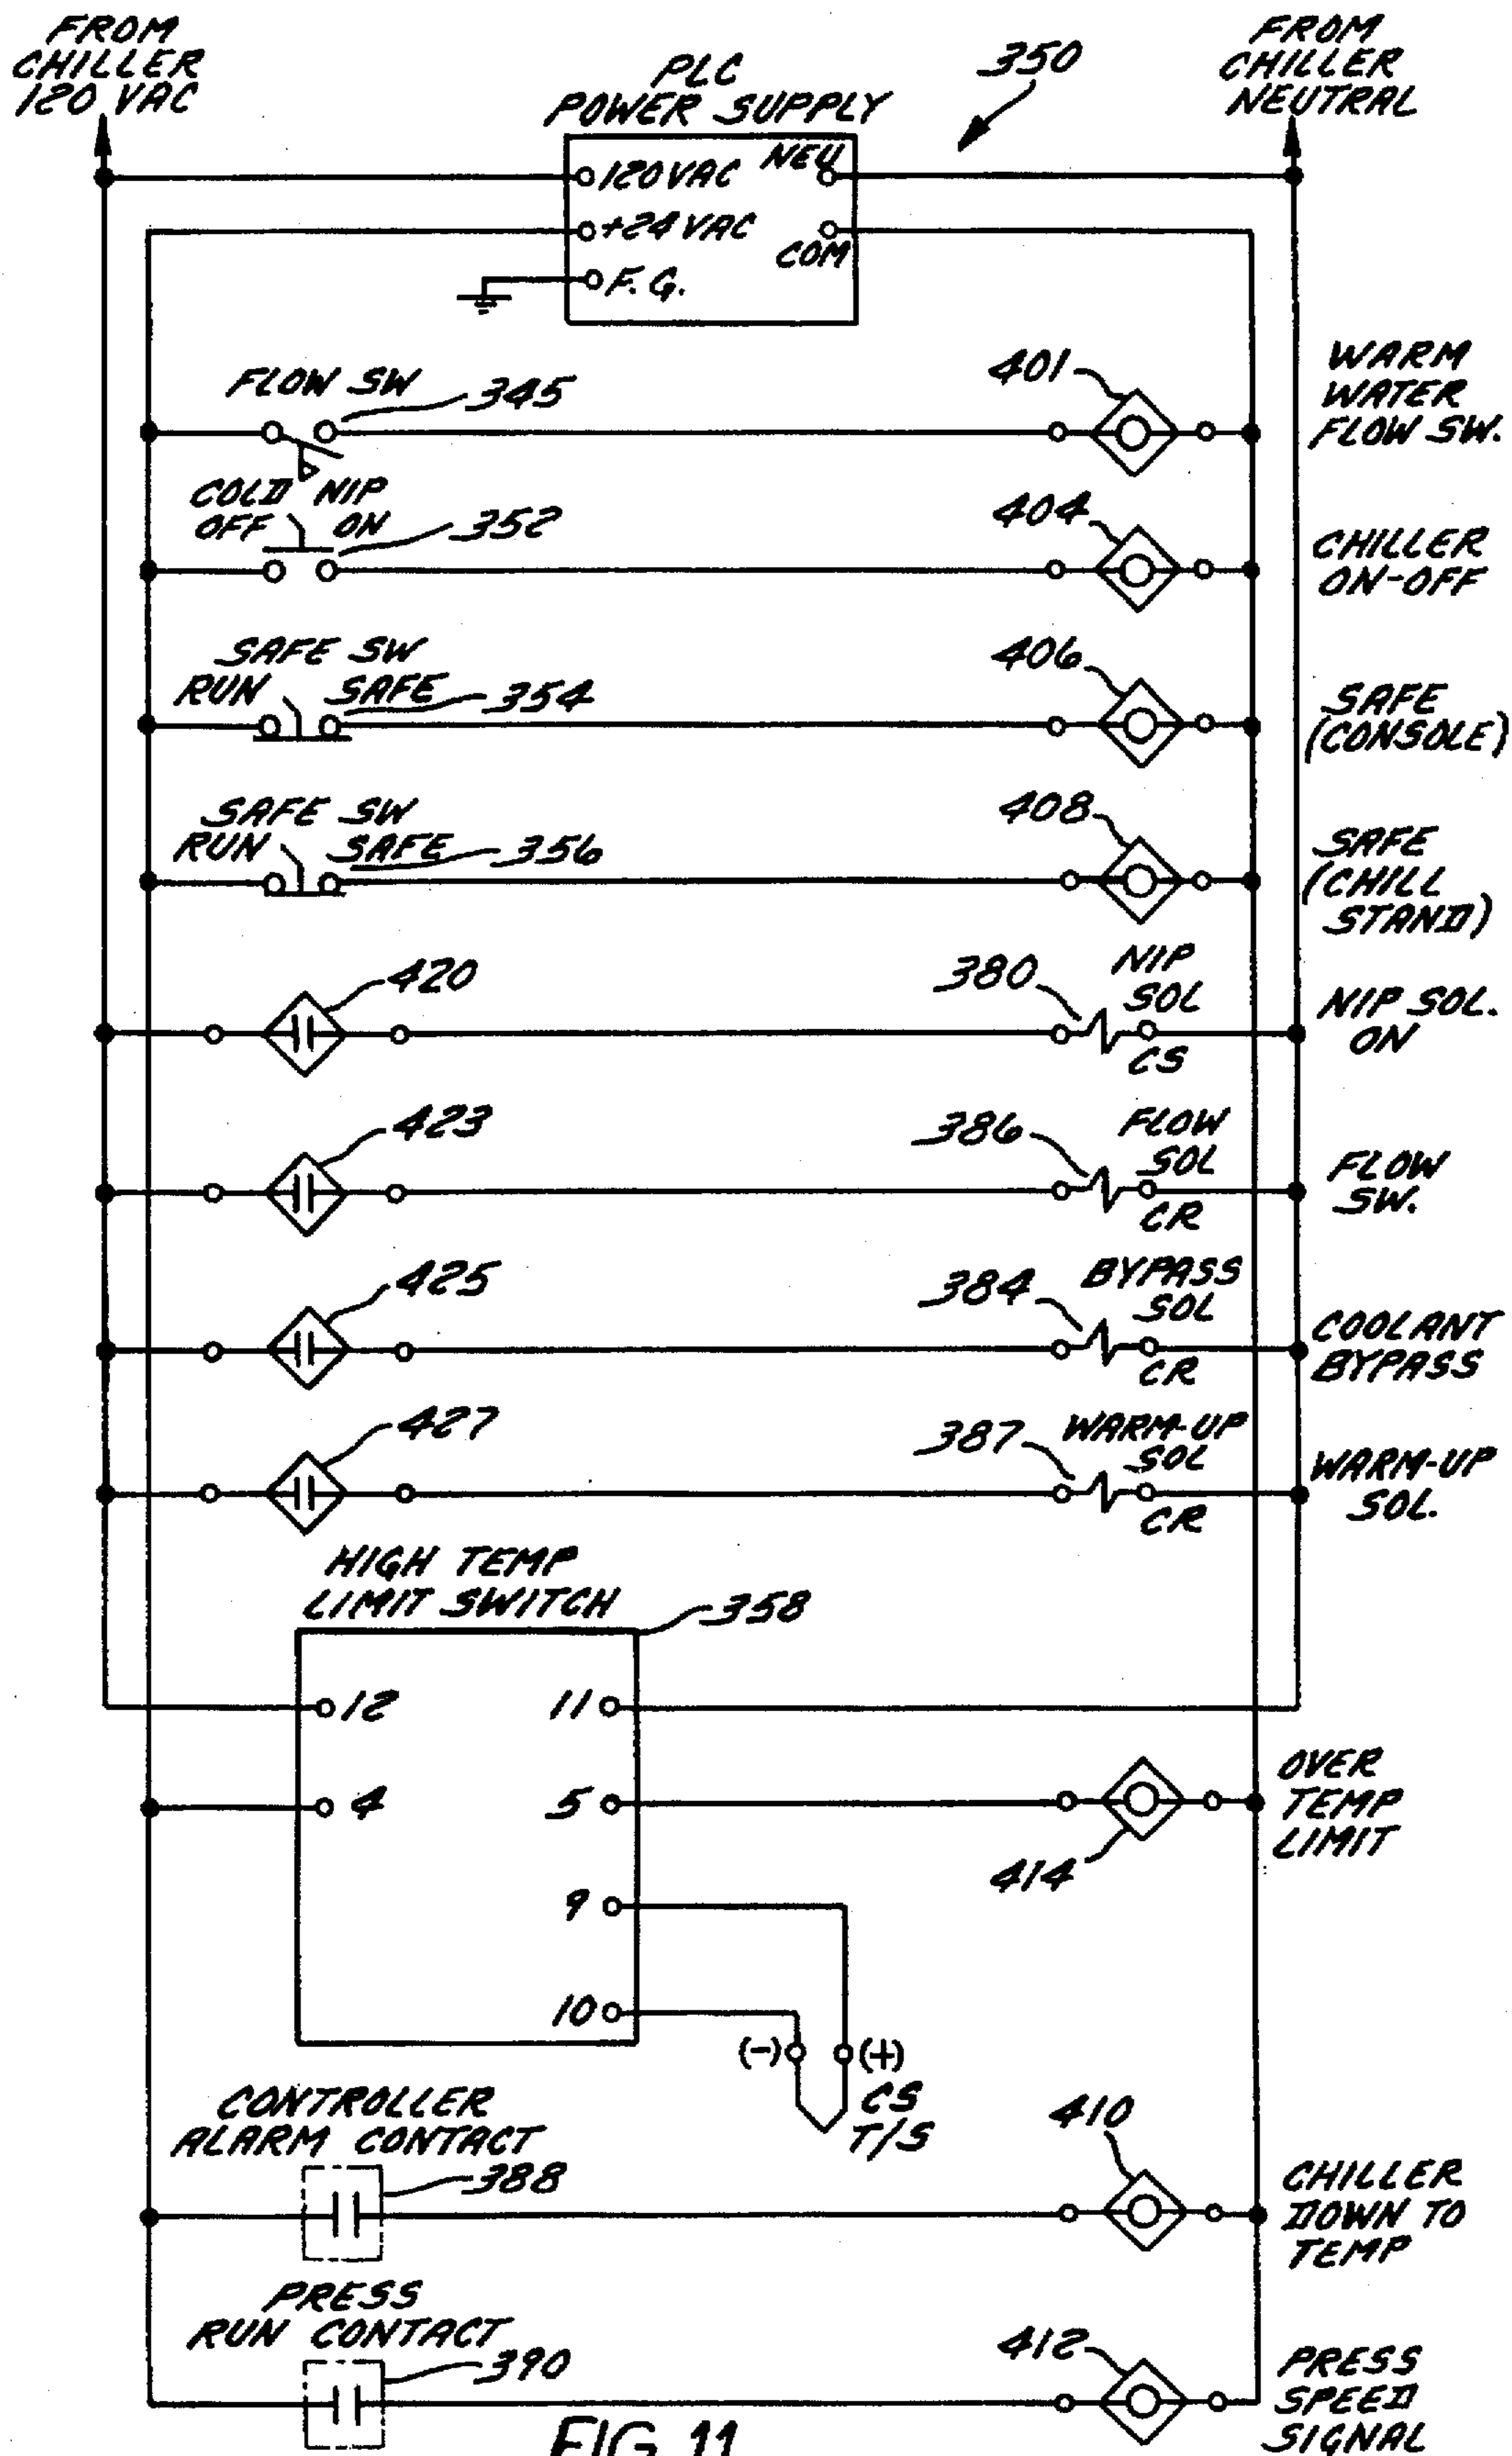 FROM
CHILLER
120 VAC
PLC
POWER SUPPLY
350
FROM
CHILLER
NEUTRAL
120 VAC
NEU
+24 VAC
COM
F.G.
FLOW SW
345
401
WARM
WATER
FLOW SW.
COLD NIP
OFF ON
352
404
CHILLER
ON-OFF
SAFE SW
RUN SAFE
354
406
SAFE
(CONSOLE)
SAFE SW
RUN SAFE
356
408
SAFE
(CHILL
STAND)
420
380
NIP
SOL
CS
NIP SOL.
ON
423
386
FLOW
SOL
CR
FLOW
SW.
425
384
BYPASS
SOL
CR
COOLANT
BYPASS
427
387
WARM-UP
SOL
CR
WARM-UP
SOL.
HIGH TEMP
LIMIT SWITCH
358
12
11
4
5
414
OVER
TEMP
LIMIT
9
10
(-)
(+)
CS
T/S
CONTROLLER
ALARM CONTACT
388
410
CHILLER
DOWN TO
TEMP
PRESS
RUN CONTACT
390
412
PRESS
SPEED
SIGNAL
FIG. 11